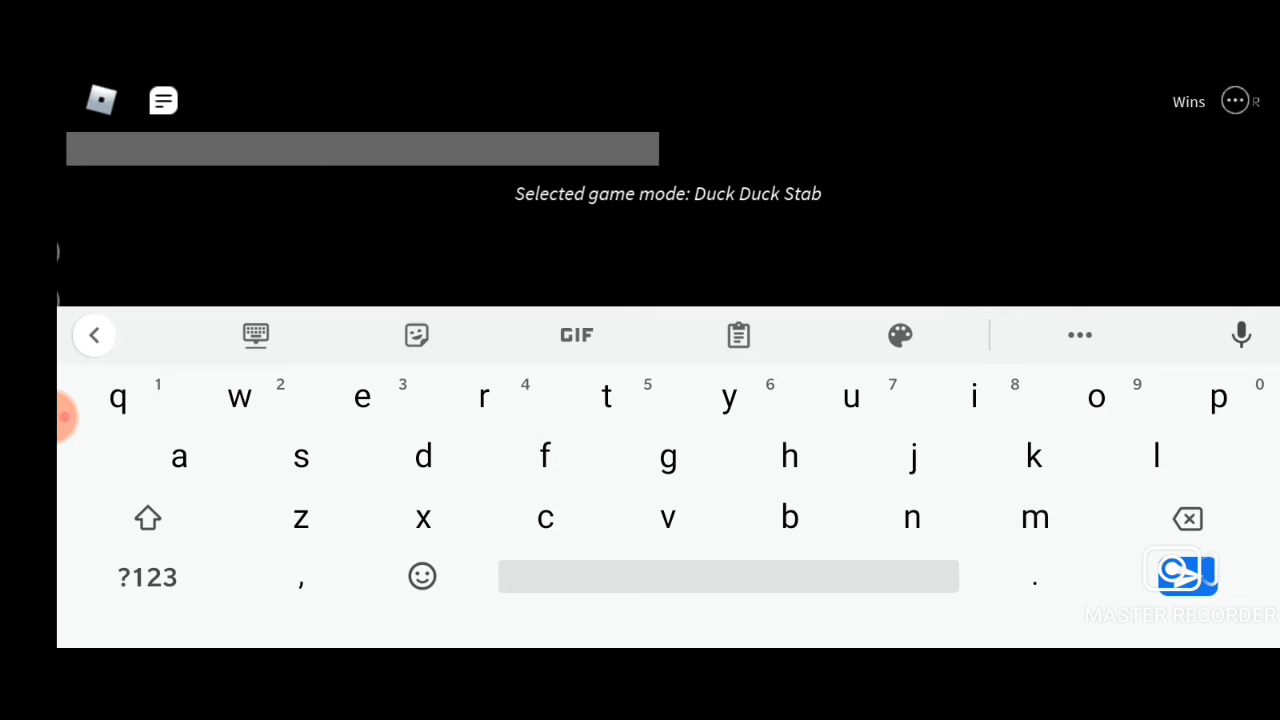 Wins
R
Selected game mode: Duck Duck Stab
GIF
q 1 w 2 e 3 r 4 t 5 y 6 u 7 i 8 o 9 p 0
a s d f g h j k l
z x c v b n m
?123 , .
MASTER RECORDER